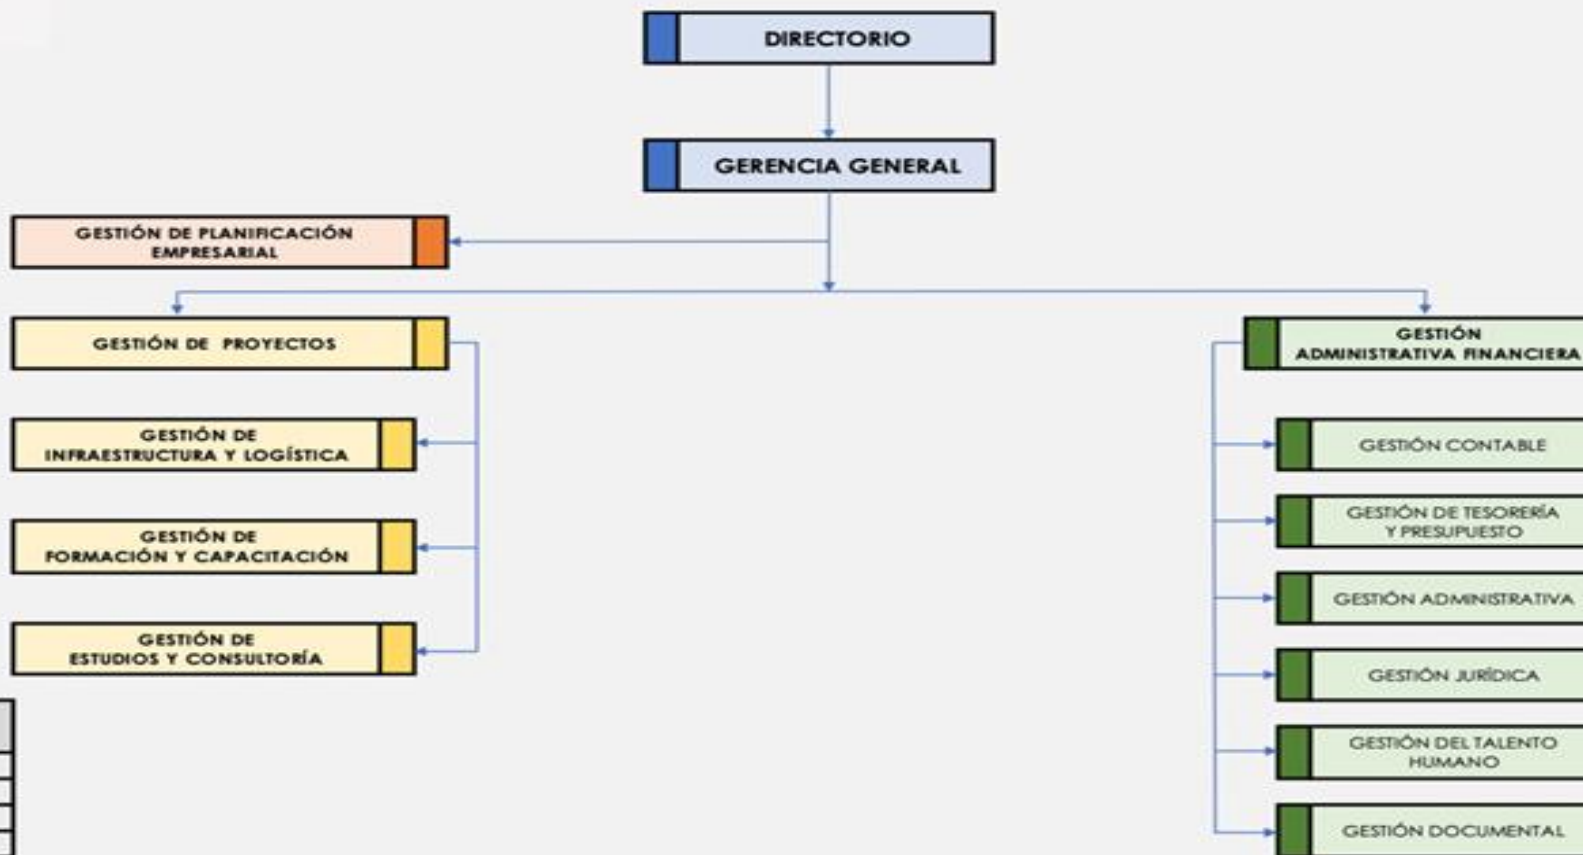 DIRECTORIO
GERENCIA GENERAL
GESTIÓN DE PLANIFICACIÓN
EMPRESARIAL
GESTIÓN DE PROYECTOS
GESTIÓN DE
INFRAESTRUCTURA Y LOGÍSTICA
GESTIÓN DE
FORMACIÓN Y CAPACITACIÓN
GESTIÓN DE
ESTUDIOS Y CONSULTORÍA
GESTIÓN
ADMINISTRATIVA FINANCIERA
GESTIÓN CONTABLE
GESTIÓN DE TESORERÍA
Y PRESUPUESTO
GESTIÓN ADMINISTRATIVA
GESTIÓN JURÍDICA
GESTIÓN DEL TALENTO
HUMANO
GESTIÓN DOCUMENTAL